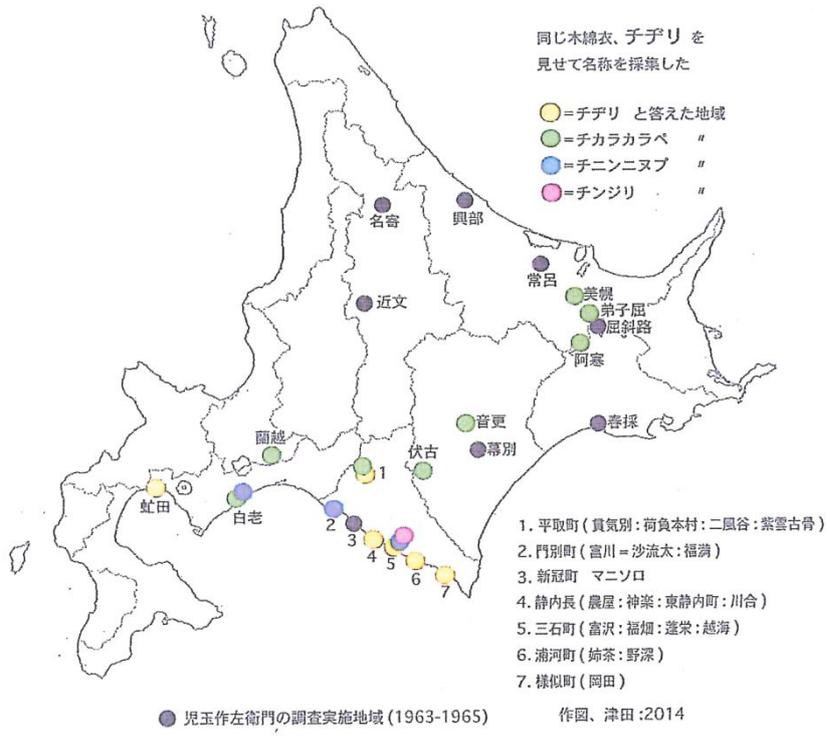 同じ木綿衣、チヂリ を
見せて名称を採集した
=チヂリ と答えた地域
=チカラカラペ 〃
=チニンニヌプ 〃
=チンジリ 〃
名寄
興部
常呂
近文
美幌
弟子屈
屈斜路
阿寒
音更
春採
幕別
伏古
蘭越
虻田
白老
1
2
3
4
5
6
7
1. 平取町 ( 貫気別 : 荷負本村 : 二風谷 : 紫雲古骨 )
2. 門別町 ( 富川 = 沙流太 : 福満 )
3. 新冠町 マニソロ
4. 静内長 ( 農屋 : 神楽 : 東静内町 : 川合 )
5. 三石町 ( 富沢 : 福畑 : 蓬栄 : 越海 )
6. 浦河町 ( 姉茶 : 野深 )
7. 様似町 ( 岡田 )
児玉作左衛門の調査実施地域 (1963-1965)
作図、津田 : 2014